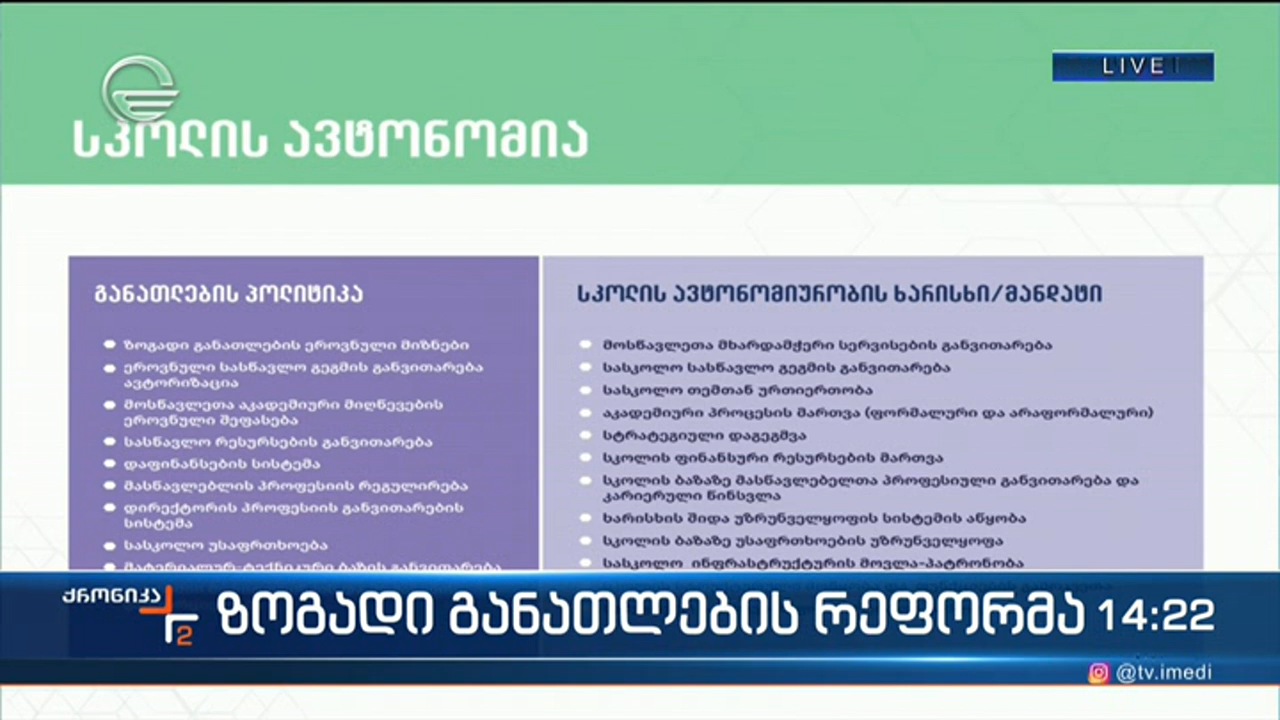 LIVE
სკოლის ავტონომია
განათლების პოლიტიკა
ზოგადი განათლების ეროვნული მიზნები
ეროვნული სასწავლო გეგმის განვითარება
ავტორიზაცია
მოსწავლეთა აკადემიური მიღწევების
ეროვნული შეფასება
სასწავლო რესურსების განვითარება
დაფინანსების სისტემა
მასწავლებლის პროფესიის რეგულირება
დირექტორის პროფესიის განვითარების
სისტემა
სასკოლო უსაფრთხოება
მატერიალურ-ტექნიკური ბაზის განვითარება
სკოლის ავტონომიურობის ხარისხი/მანდატი
მოსწავლეთა მხარდამჭერი სერვისების განვითარება
სასკოლო სასწავლო გეგმის განვითარება
სასკოლო თემთან ურთიერთობა
აკადემიური პროცესის მართვა (ფორმალური და არაფორმალური)
სტრატეგიული დაგეგმვა
სკოლის ფინანსური რესურსების მართვა
სკოლის ბაზაზე მასწავლებელთა პროფესიული განვითარება და
კარიერული წინსვლა
ხარისხის შიდა უზრუნველყოფის სისტემის აწყობა
სკოლის ბაზაზე უსაფრთხოების უზრუნველყოფა
სასკოლო ინფრასტრუქტურის მოვლა-პატრონობა
ქრონიკა 2
ზოგადი განათლების რეფორმა 14:22
@tv.imedi